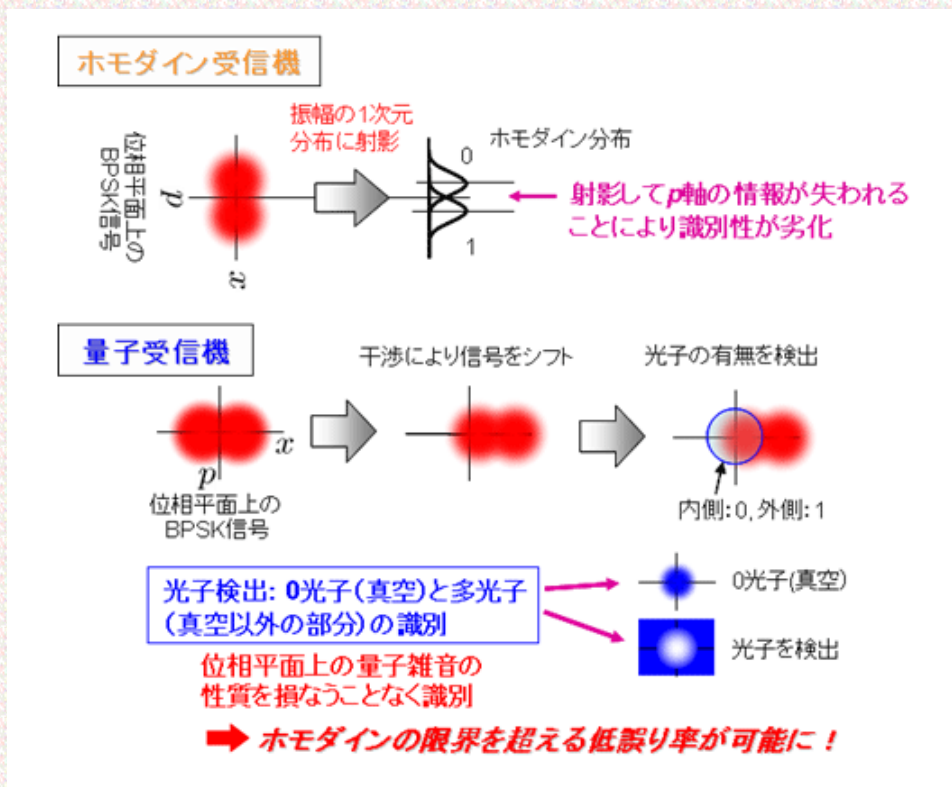 ホモダイン受信機
振幅の1次元
分布に射影
位相平面上の
BPSK信号
p
x
ホモダイン分布
0
1
射影してp軸の情報が失われる
ことにより識別性が劣化
量子受信機
干渉により信号をシフト
光子の有無を検出
x
p
位相平面上の
BPSK信号
内側:0,外側:1
光子検出: 0光子(真空)と多光子
(真空以外の部分)の識別
0光子(真空)
光子を検出
位相平面上の量子雑音の
性質を損なうことなく識別
ホモダインの限界を超える低誤り率が可能に!